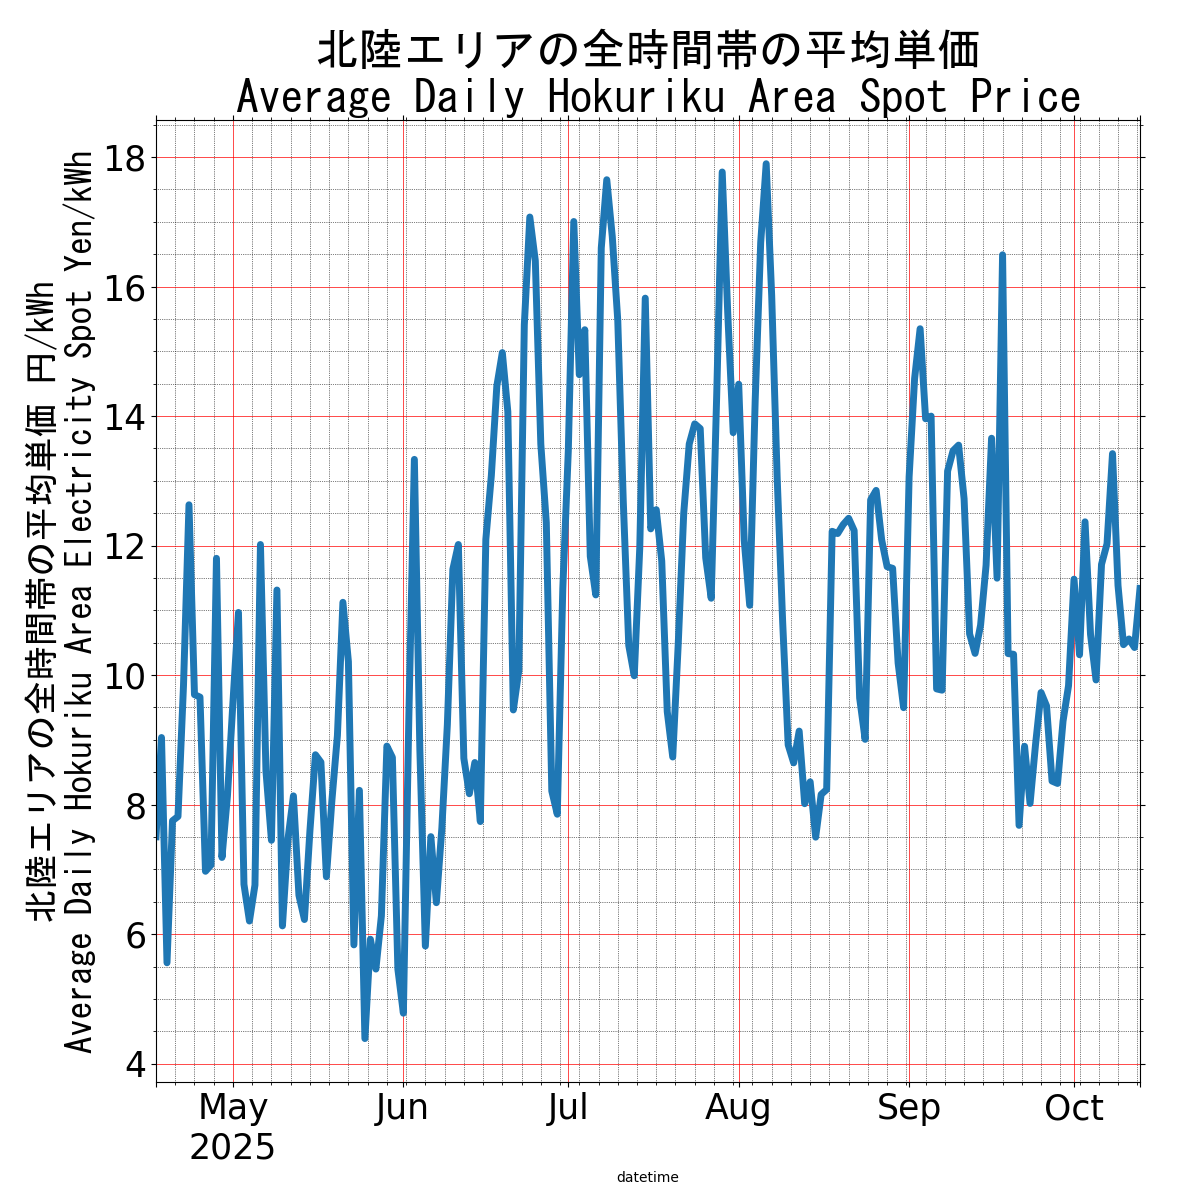 北陸エリアの全時間帯の平均単価
Average Daily Hokuriku Area Spot Price
北陸エリアの全時間帯の平均単価 円/kWh
Average Daily Hokuriku Area Electricity Spot Yen/kWh
18
16
14
12
10
8
6
4
May
2025
Jun
Jul
Aug
Sep
Oct
datetime